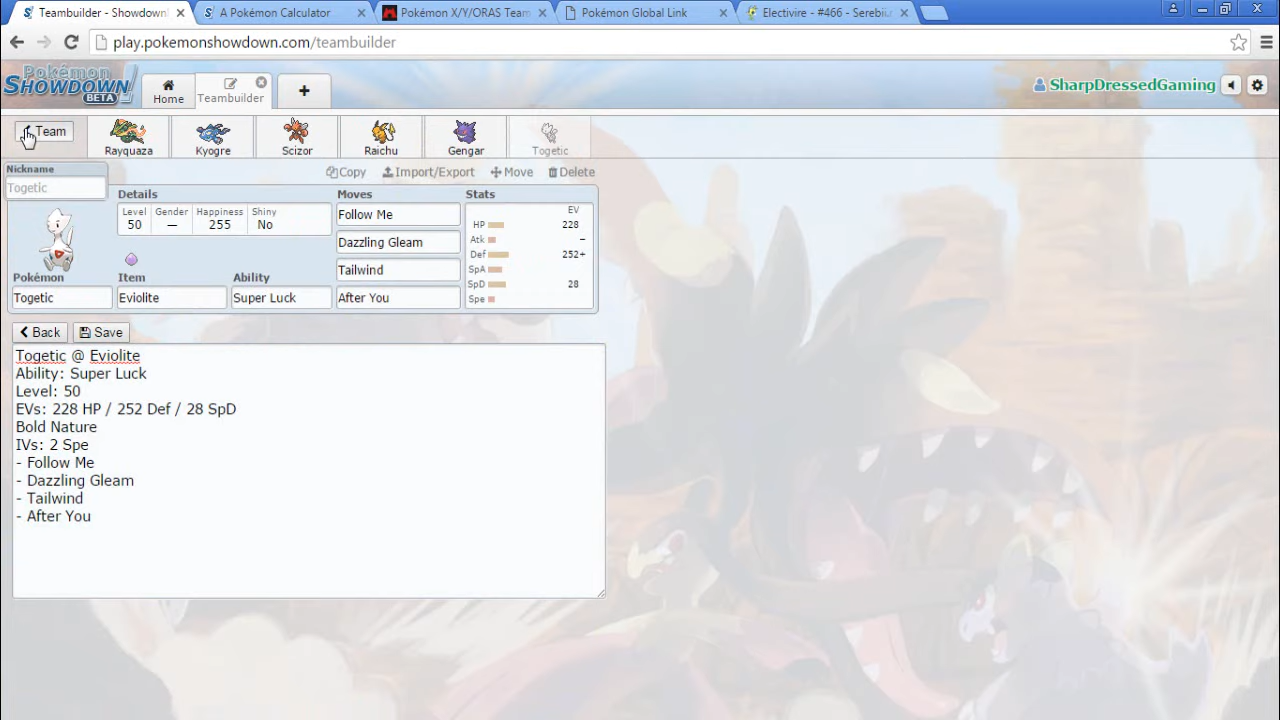 Teambuilder - Showdown!
A Pokémon Calculator
Pokémon X/Y/ORAS Team
Pokémon Global Link
Electivire - #466 - Serebii.
play.pokemonshowdown.com/teambuilder
Pokémon
SHOWDOWN!
BETA
Home
Teambuilder
+
SharpDressedGaming
Team
Rayquaza
Kyogre
Scizor
Raichu
Gengar
Togetic
Copy
Import/Export
Move
Delete
Nickname
Togetic
Details
Level
50
Gender
—
Happiness
255
Shiny
No
Pokémon
Togetic
Item
Eviolite
Ability
Super Luck
Moves
Follow Me
Dazzling Gleam
Tailwind
After You
Stats
EV
HP 228
Atk –
Def 252+
SpA
SpD 28
Spe
Back
Save
Togetic @ Eviolite
Ability: Super Luck
Level: 50
EVs: 228 HP / 252 Def / 28 SpD
Bold Nature
IVs: 2 Spe
- Follow Me
- Dazzling Gleam
- Tailwind
- After You